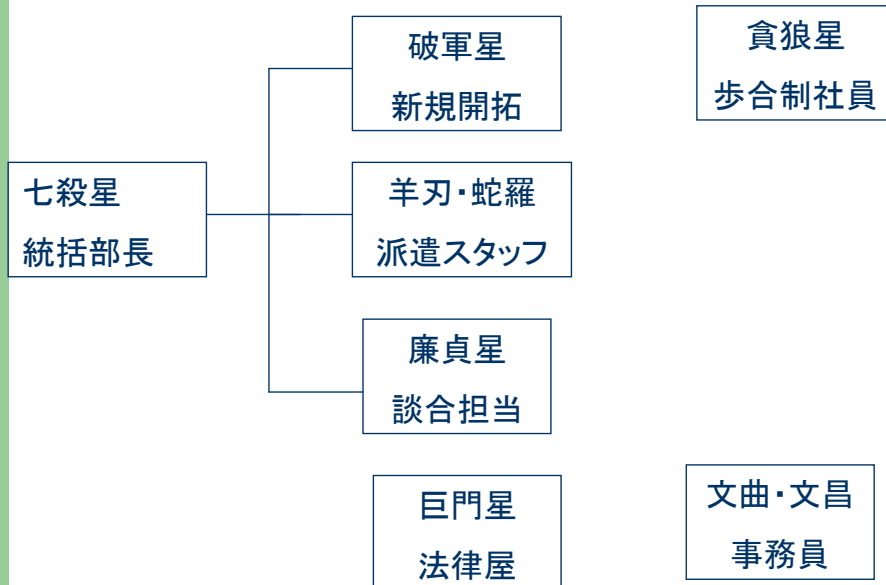 破軍星
新規開拓
貪狼星
歩合制社員
七殺星
統括部長
羊刃・蛇羅
派遣スタッフ
廉貞星
談合担当
巨門星
法律屋
文曲・文昌
事務員